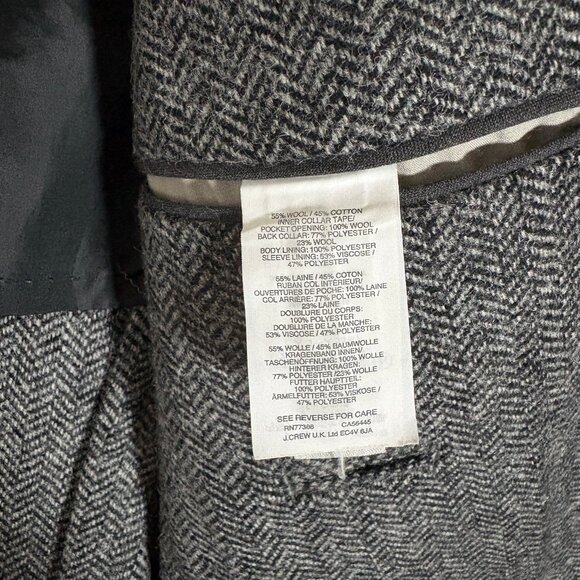 55% WOOL / 45% COTTON
INNER COLLAR TAPE/
POCKET OPENING: 100% WOOL
BACK COLLAR: 77% POLYESTER /
23% WOOL
BODY LINING: 100% POLYESTER
SLEEVE LINING: 53% VISCOSE /
47% POLYESTER
55% LAINE / 45% COTON
RUBAN COL INTÉRIEUR/
OUVERTURES DE POCHE: 100% LAINE
COL ARRIÈRE: 77% POLYESTER /
23% LAINE
DOUBLURE DU CORPS:
100% POLYESTER
DOUBLURE DE LA MANCHE:
53% VISCOSE / 47% POLYESTER
55% WOLLE / 45% BAUMWOLLE
KRAGENBAND INNEN/
TASCHENÖFFNUNG: 100% WOLLE
HINTERER KRAGEN:
77% POLYESTER /23% WOLLE
FUTTER HAUPTTEIL:
100% POLYESTER
ÄRMELFUTTER: 53% VISKOSE /
47% POLYESTER
SEE REVERSE FOR CARE
RN77388 CA56445
J.CREW U.K. Ltd EC4V 6JA